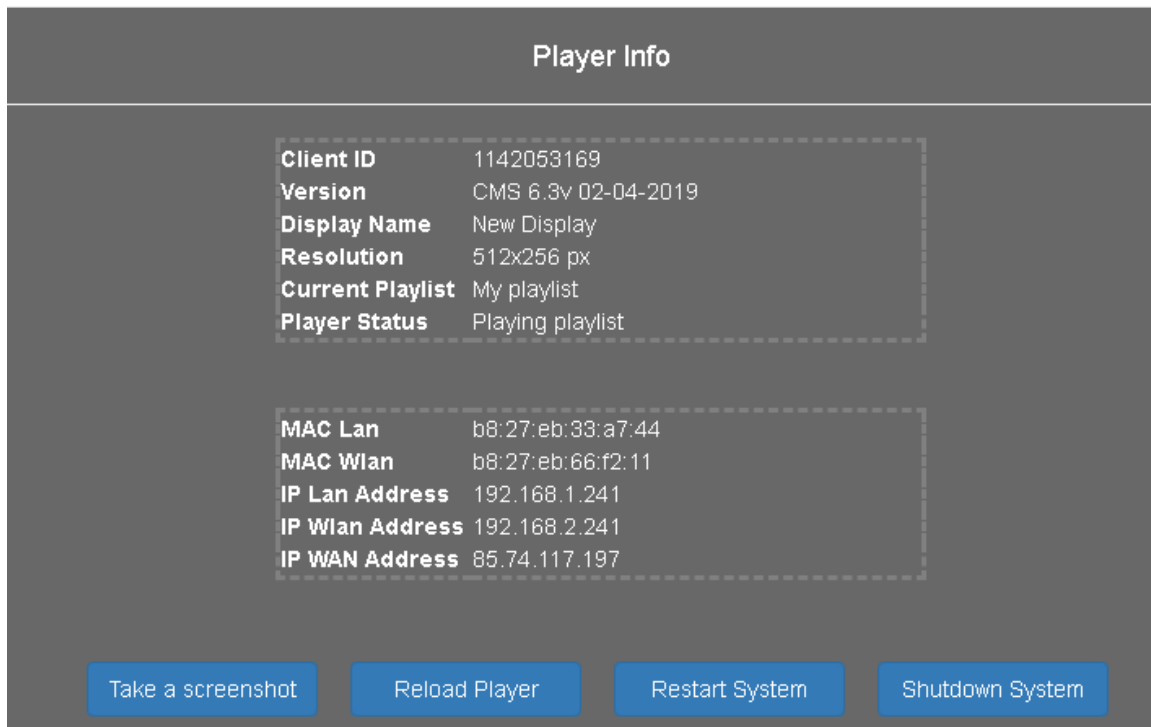 Player Info
Client ID 1142053169
Version CMS 6.3v 02-04-2019
Display Name New Display
Resolution 512x256 px
Current Playlist My playlist
Player Status Playing playlist
MAC Lan b8:27:eb:33:a7:44
MAC Wlan b8:27:eb:66:f2:11
IP Lan Address 192.168.1.241
IP Wlan Address 192.168.2.241
IP WAN Address 85.74.117.197
Take a screenshot Reload Player Restart System Shutdown System